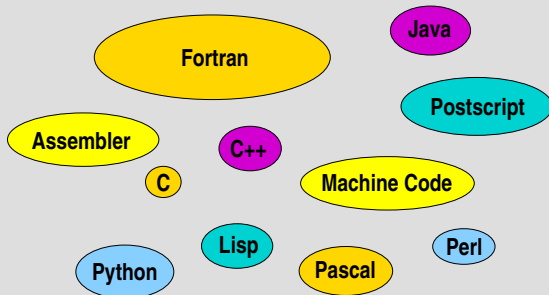 Java
Fortran
Postscript
Assembler
C++
C
Machine Code
Lisp
Perl
Python
Pascal